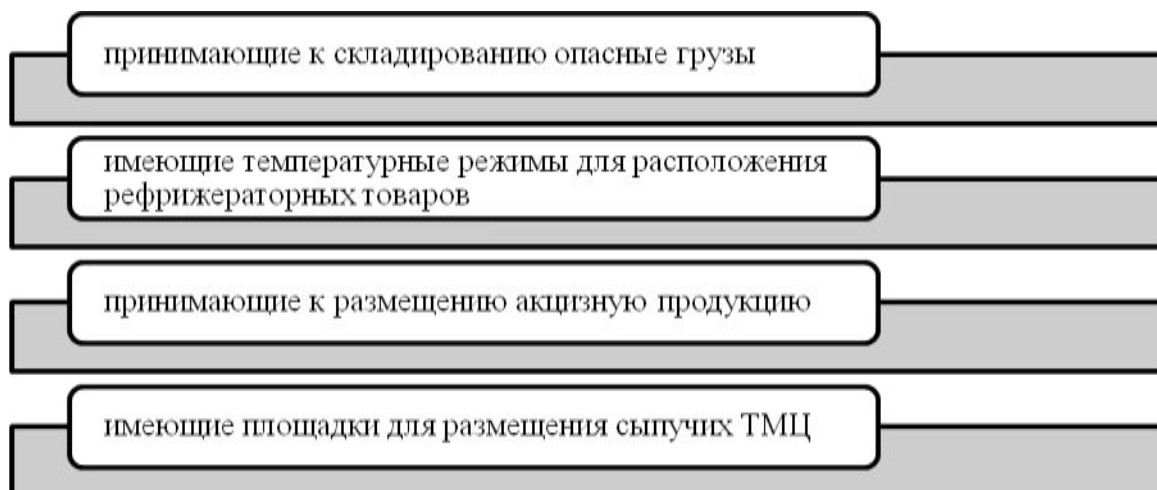 принимающие к складированию опасные грузы
имеющие температурные режимы для расположения
рефрижераторных товаров
принимающие к размещению акцизную продукцию
имеющие площадки для размещения сыпучих ТМЦ